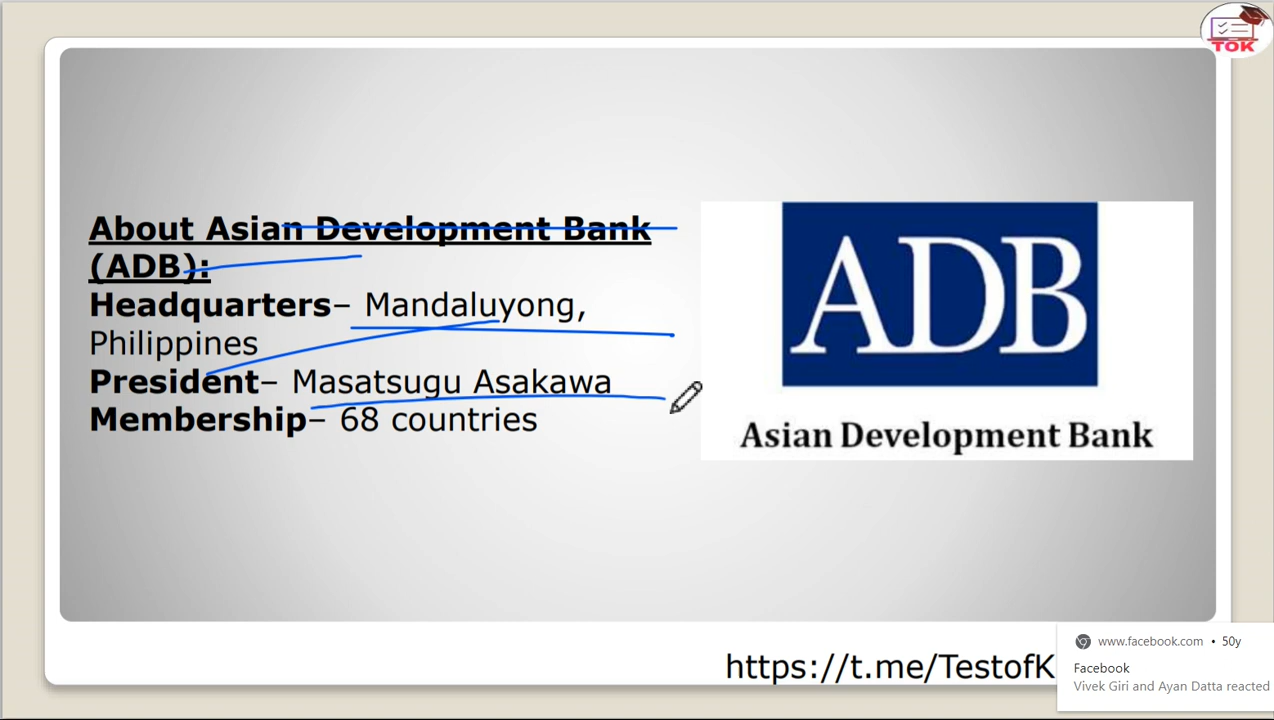 TOK
About Asian Development Bank
(ADB):
Headquarters– Mandaluyong,
Philippines
President– Masatsugu Asakawa
Membership– 68 countries
ADB
Asian Development Bank
https://t.me/TestofK
www.facebook.com • 50y
Facebook
Vivek Giri and Ayan Datta reacted